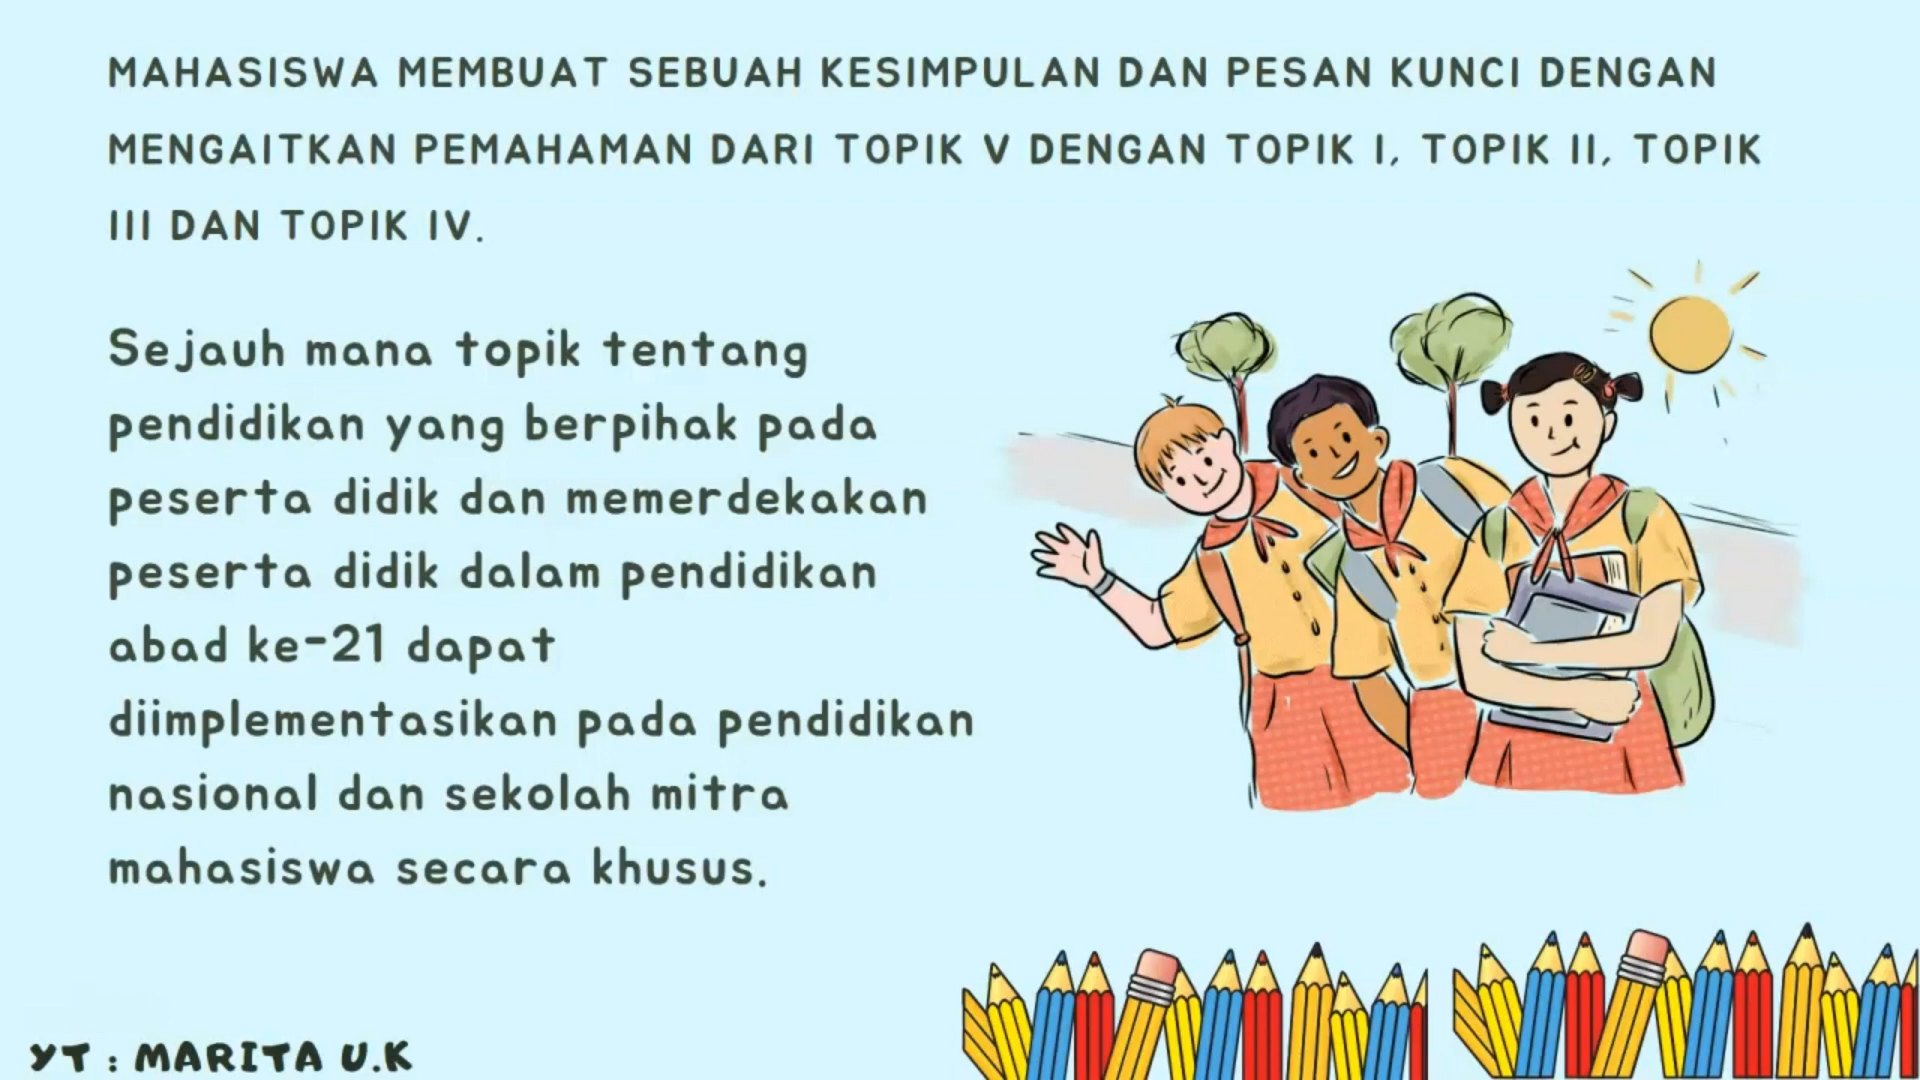 MAHASISWA MEMBUAT SEBUAH KESIMPULAN DAN PESAN KUNCI DENGAN
MENGAITKAN PEMAHAMAN DARI TOPIK V DENGAN TOPIK I, TOPIK II, TOPIK
III DAN TOPIK IV.
Sejauh mana topik tentang
pendidikan yang berpihak pada
peserta didik dan memerdekakan
peserta didik dalam pendidikan
abad ke-21 dapat
diimplementasikan pada pendidikan
nasional dan sekolah mitra
mahasiswa secara khusus.
YT : MARITA U.K